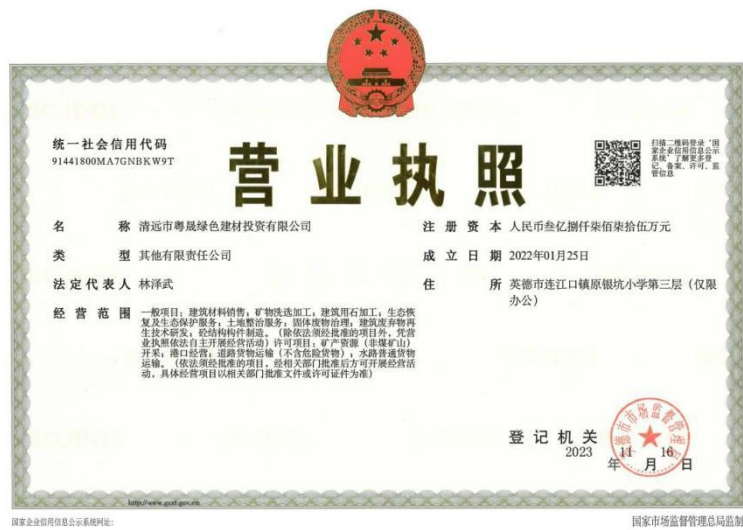 统一社会信用代码
91441800MA7GNBKW9T
营业执照
扫描二维码登录‘国
家企业信用信息公示
系统’了解更多登
记、备案、许可、监
管信息
名 称 清远市粤晟绿色建材投资有限公司
类 型 其他有限责任公司
法定代表人 林泽武
经营范围 一般项目：建筑材料销售；矿物洗选加工；建筑用石加工；生态恢
复及生态保护服务；土地整治服务；固体废物治理；建筑废弃物再
生技术研发；砼结构构件制造。（除依法须经批准的项目外，凭营
业执照依法自主开展经营活动）许可项目：矿产资源（非煤矿山）
开采；港口经营；道路货物运输（不含危险货物）；水路普通货物
运输。（依法须经批准的项目，经相关部门批准后方可开展经营活
动，具体经营项目以相关部门批准文件或许可证件为准）
注册资本 人民币叁亿捌仟柒佰柒拾伍万元
成立日期 2022年01月25日
住 所 英德市连江口镇原银坑小学第三层（仅限
办公）
英德市市场监督管理局
登记机关
2023年11月16日
http://www.gsxt.gov.cn
国家企业信用信息公示系统网址：
国家市场监督管理总局监制